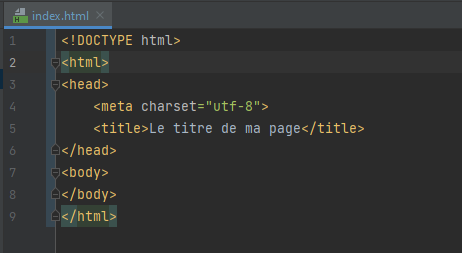 index.html
1 <!DOCTYPE html>
2 <html>
3 <head>
4     <meta charset="utf-8">
5     <title>Le titre de ma page</title>
6 </head>
7 <body>
8 </body>
9 </html>